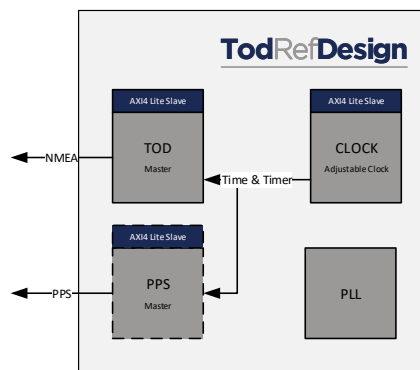 TodRefDesign
AXI4 Lite Slave
TOD
Master
AXI4 Lite Slave
CLOCK
Adjustable Clock
NMEA
Time & Timer
AXI4 Lite Slave
PPS
Master
PPS
PLL